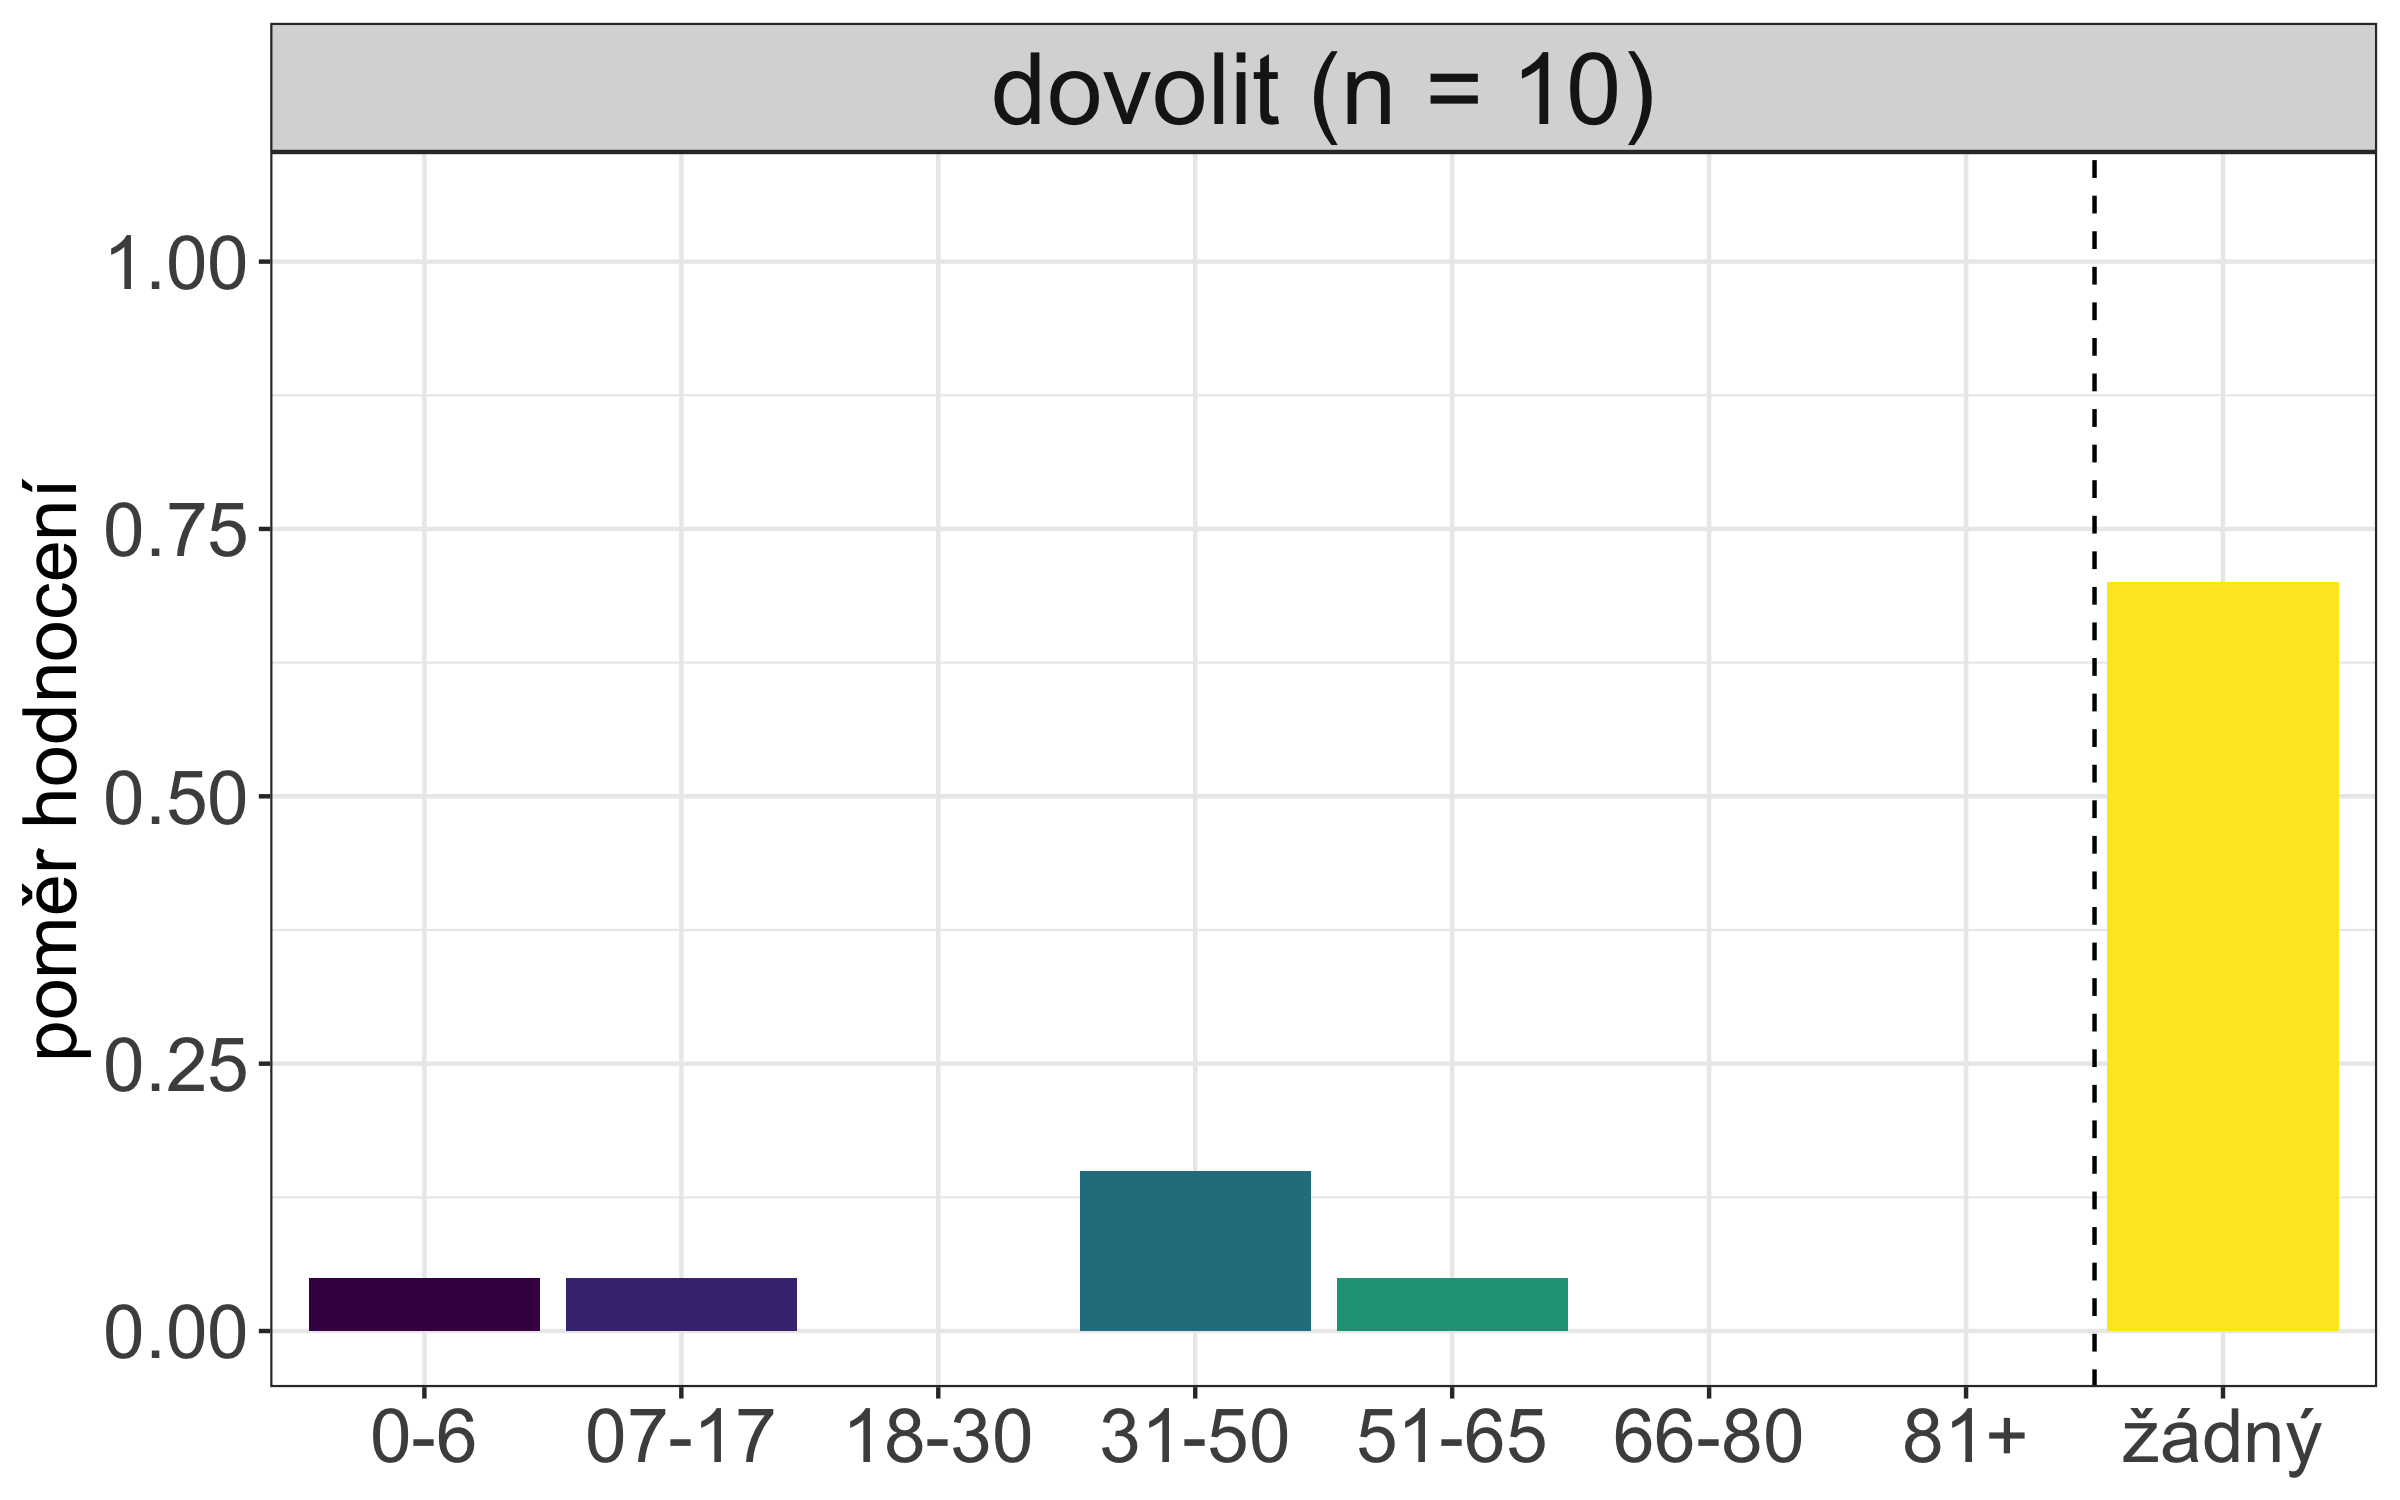 dovolit (n = 10)
poměr hodnocení
1.00
0.75
0.50
0.25
0.00
0-6 07-17 18-30 31-50 51-65 66-80 81+ žádný